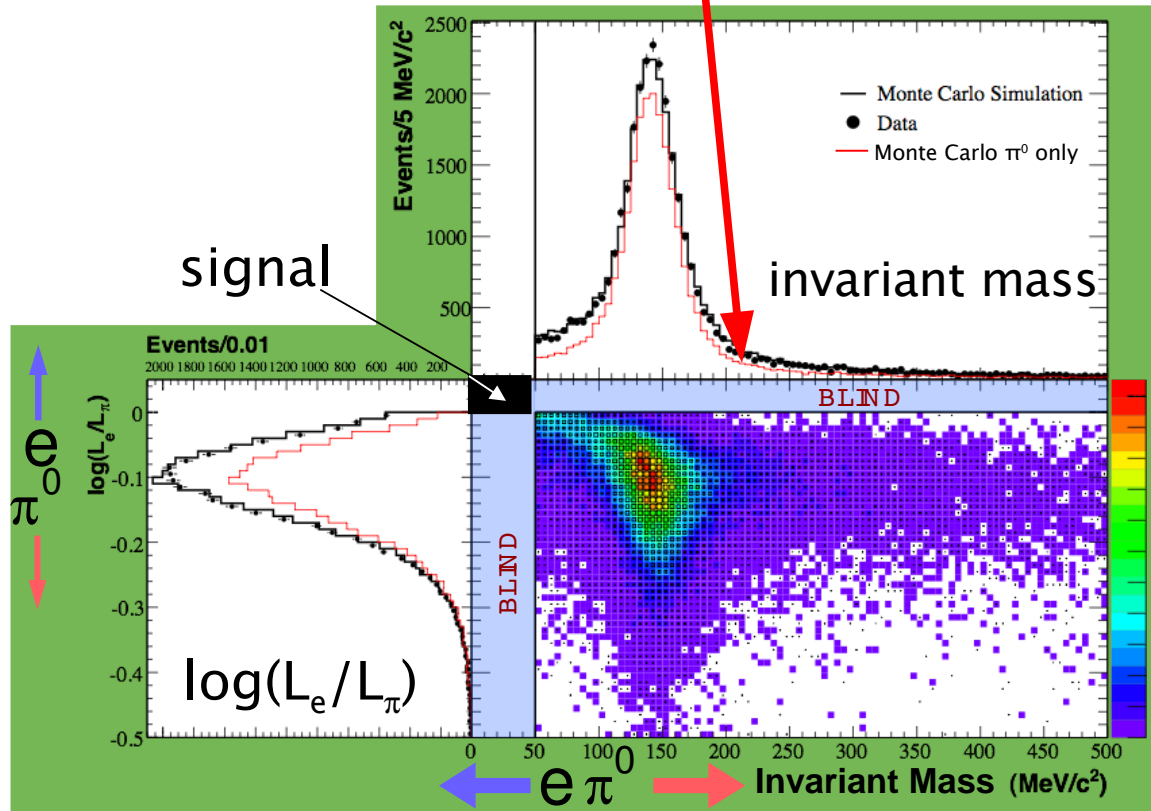 2500
2000
1500
1000
500
Events/5 MeV/c²
Monte Carlo Simulation
Data
Monte Carlo π⁰ only
signal
invariant mass
Events/0.01
2000 1800 1600 1400 1200 1000 800 600 400 200
BLIND
e
π⁰
log(Lₑ/Lπ)
0
-0.1
-0.2
-0.3
-0.4
-0.5
BLIND
log(Lₑ/Lπ)
0 50 100 150 200 250 300 350 400 450 500
e π⁰
Invariant Mass (MeV/c²)